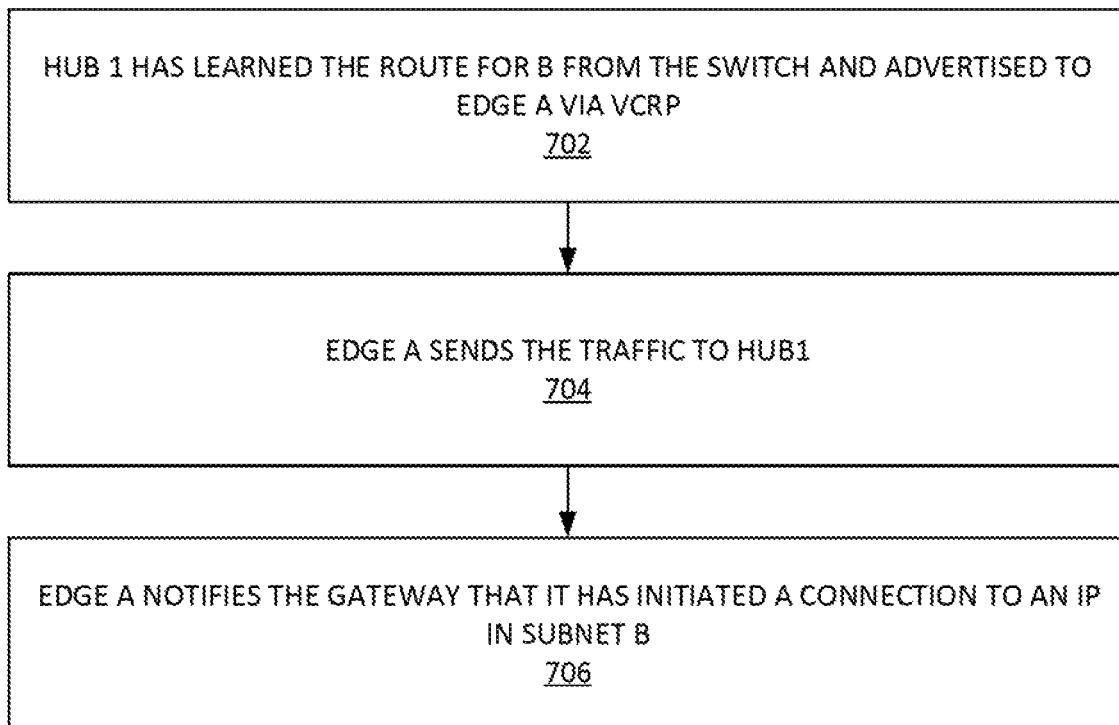 HUB 1 HAS LEARNED THE ROUTE FOR B FROM THE SWITCH AND ADVERTISED TO
EDGE A VIA VCRP
702
EDGE A SENDS THE TRAFFIC TO HUB1
704
EDGE A NOTIFIES THE GATEWAY THAT IT HAS INITIATED A CONNECTION TO AN IP
IN SUBNET B
706